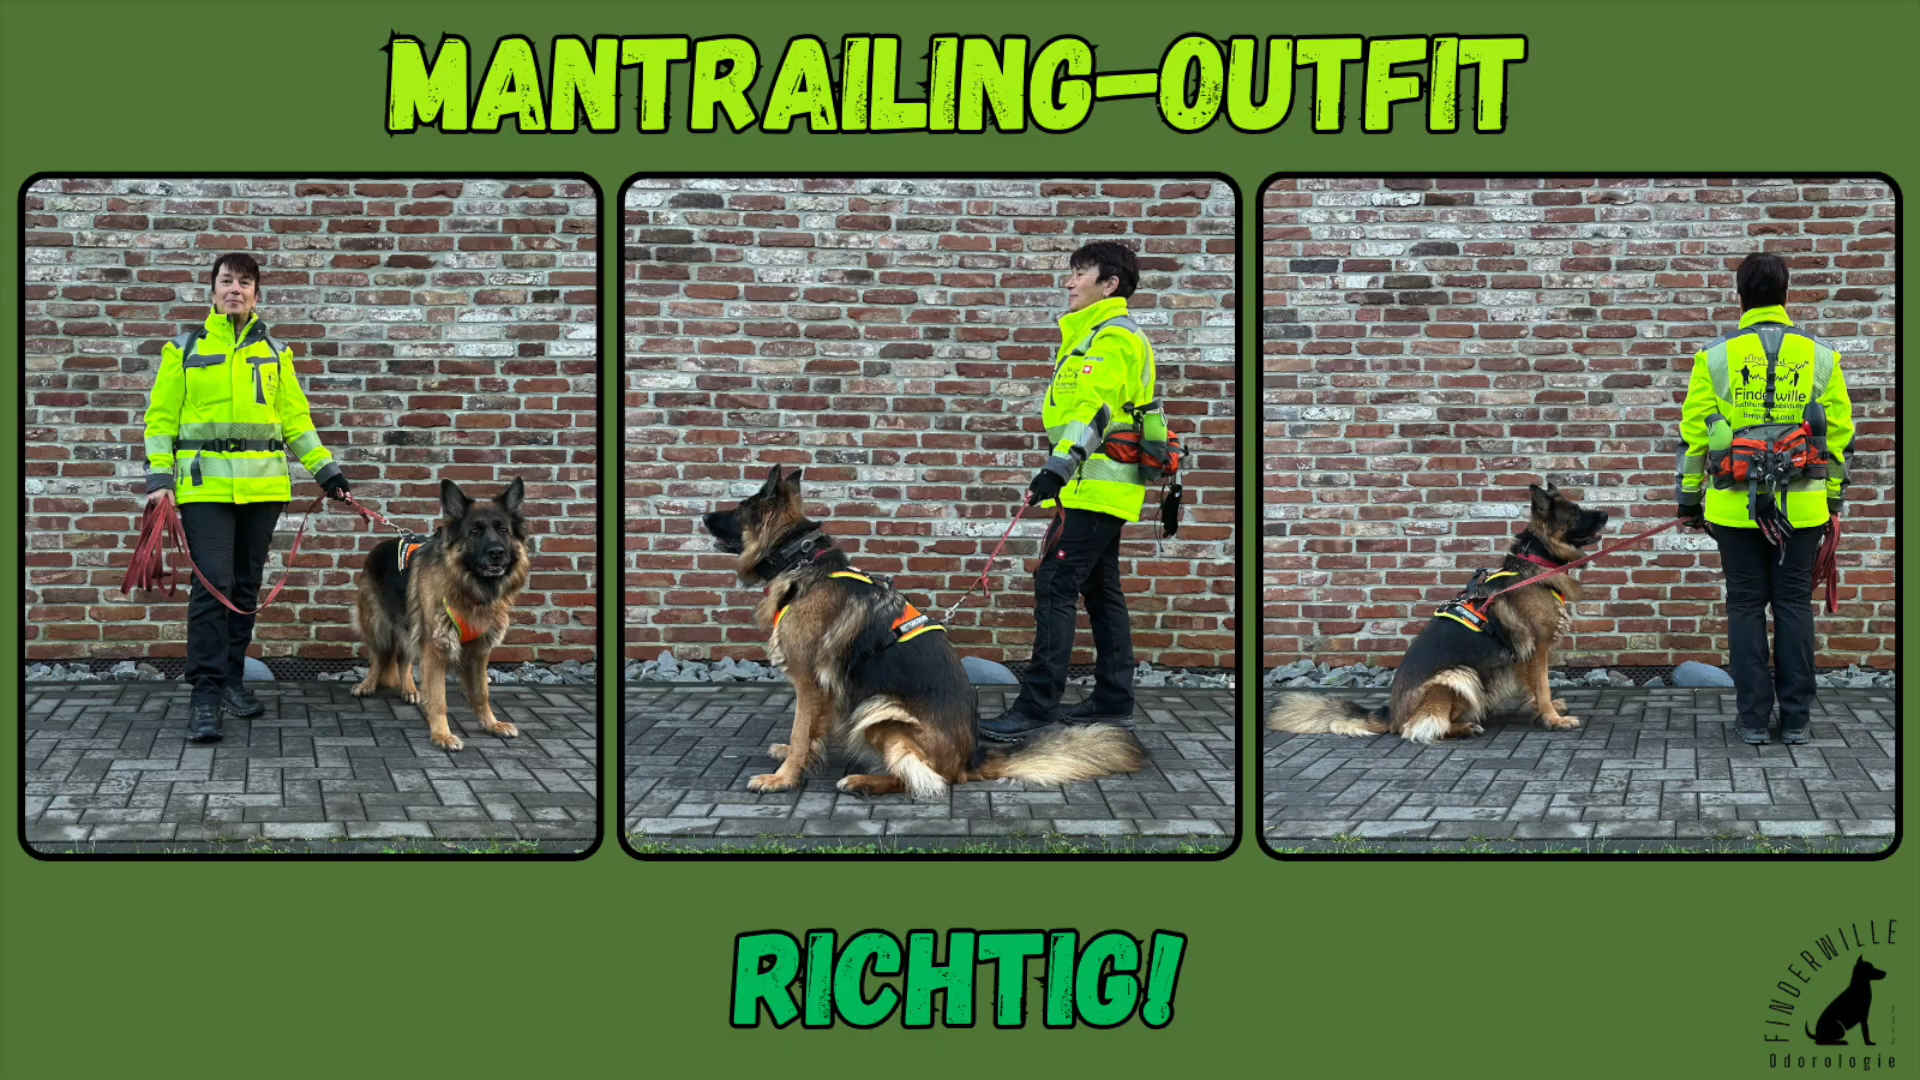 MANTRAILING-OUTFIT
Finderwille
RICHTIG!
FINDERWILLE
Odorologie